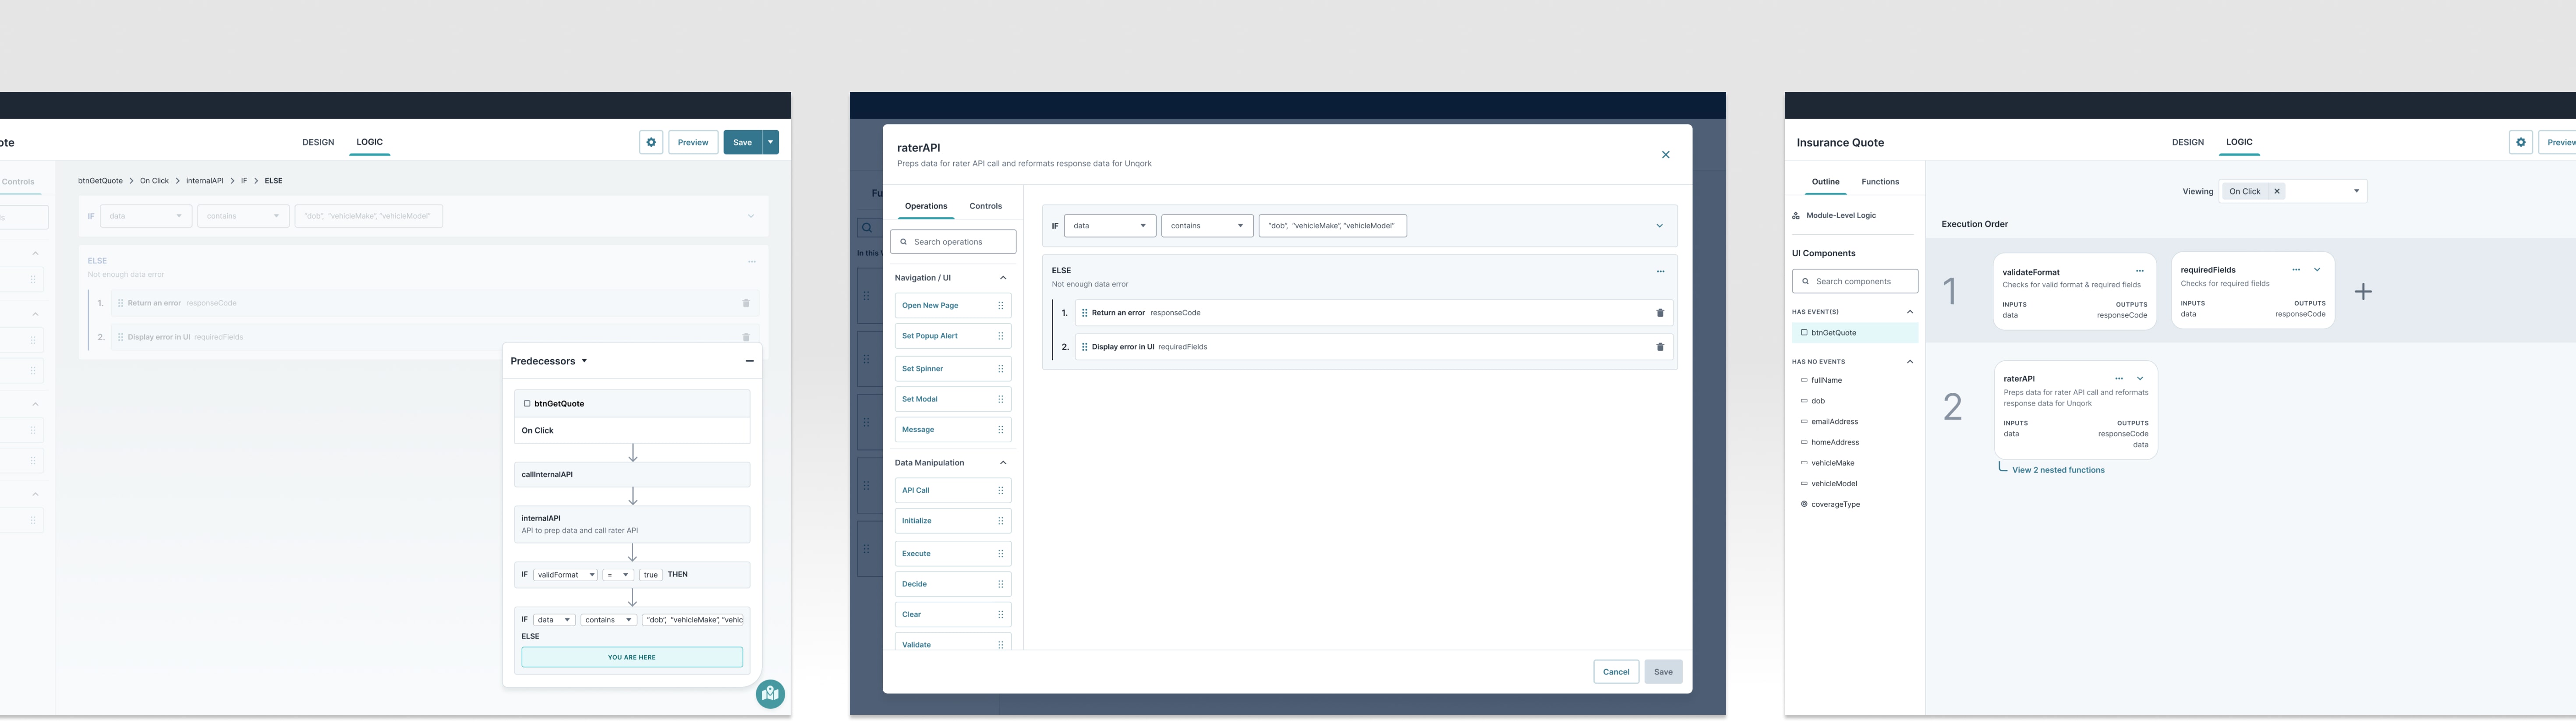 ote
DESIGN
LOGIC
Preview
Save
Controls
btnGetQuote > On Click > internalAPI > IF > ELSE
IF data contains "dob", "vehicleMake", "vehicleModel"
ELSE
Not enough data error
1. Return an error responseCode
2. Display error in UI requiredFields
Predecessors
btnGetQuote
On Click
callInternalAPI
internalAPI
API to prep data and call rater API
IF validFormat = true THEN
IF data contains "dob", "vehicleMake", "vehic
ELSE
YOU ARE HERE
Fu
In this
raterAPI
Preps data for rater API call and reformats response data for Unqork
Operations
Controls
Search operations
Navigation / UI
Open New Page
Set Popup Alert
Set Spinner
Set Modal
Message
Data Manipulation
API Call
Initialize
Execute
Decide
Clear
Validate
IF data contains "dob", "vehicleMake", "vehicleModel"
ELSE
Not enough data error
1. Return an error responseCode
2. Display error in UI requiredFields
Cancel
Save
Insurance Quote
DESIGN
LOGIC
Preview
Outline
Functions
Module-Level Logic
UI Components
Search components
HAS EVENT(S)
btnGetQuote
HAS NO EVENTS
fullName
dob
emailAddress
homeAddress
vehicleMake
vehicleModel
coverageType
Viewing On Click
Execution Order
1
validateFormat
Checks for valid format & required fields
INPUTS OUTPUTS
data responseCode
requiredFields
Checks for required fields
INPUTS OUTPUTS
data responseCode
2
raterAPI
Preps data for rater API call and reformats
response data for Unqork
INPUTS OUTPUTS
data responseCode
data
View 2 nested functions